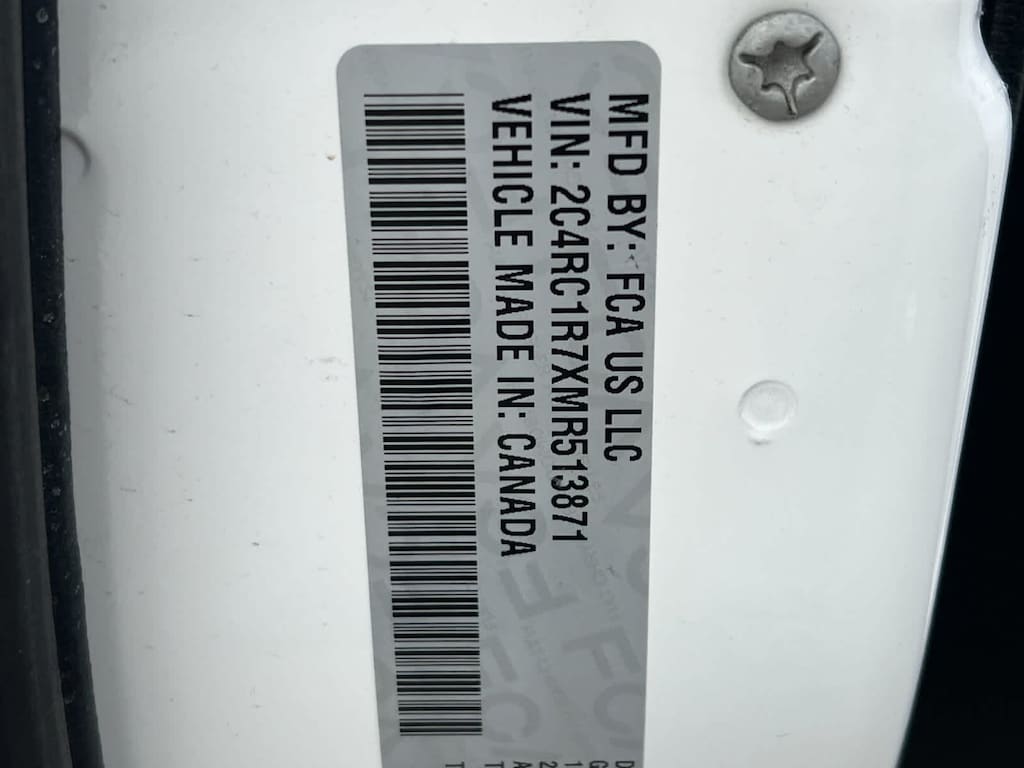 MFD BY: FCA US LLC
VIN: 2C4RC1R7XMR513871
VEHICLE MADE IN: CANADA